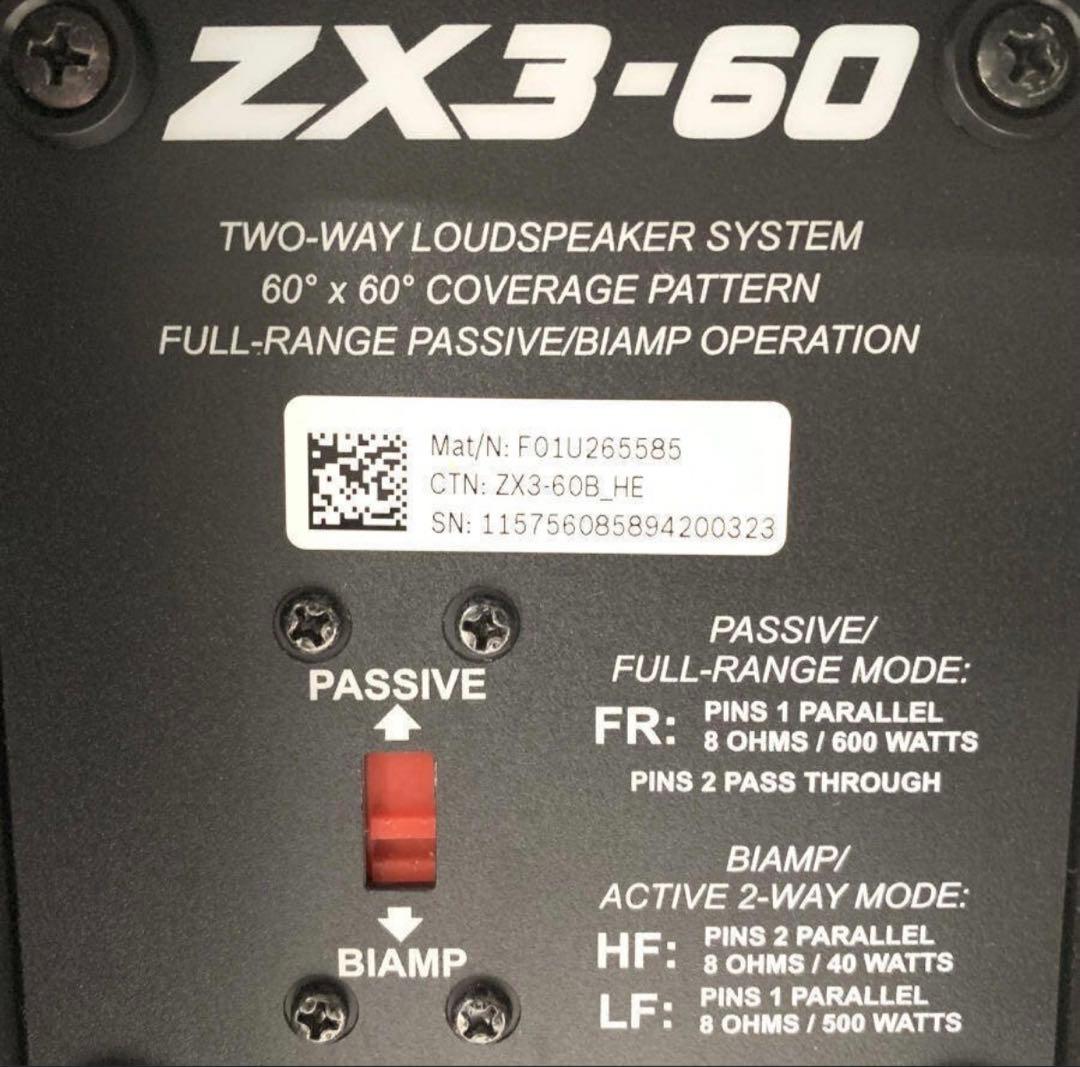 ZX3-60
TWO-WAY LOUDSPEAKER SYSTEM
60° x 60° COVERAGE PATTERN
FULL-RANGE PASSIVE/BIAMP OPERATION
Mat/N: F01U265585
CTN: ZX3-60B_HE
SN: 115756085894200323
PASSIVE
BIAMP
PASSIVE/
FULL-RANGE MODE:
FR: PINS 1 PARALLEL
8 OHMS / 600 WATTS
PINS 2 PASS THROUGH
BIAMP/
ACTIVE 2-WAY MODE:
HF: PINS 2 PARALLEL
8 OHMS / 40 WATTS
LF: PINS 1 PARALLEL
8 OHMS / 500 WATTS